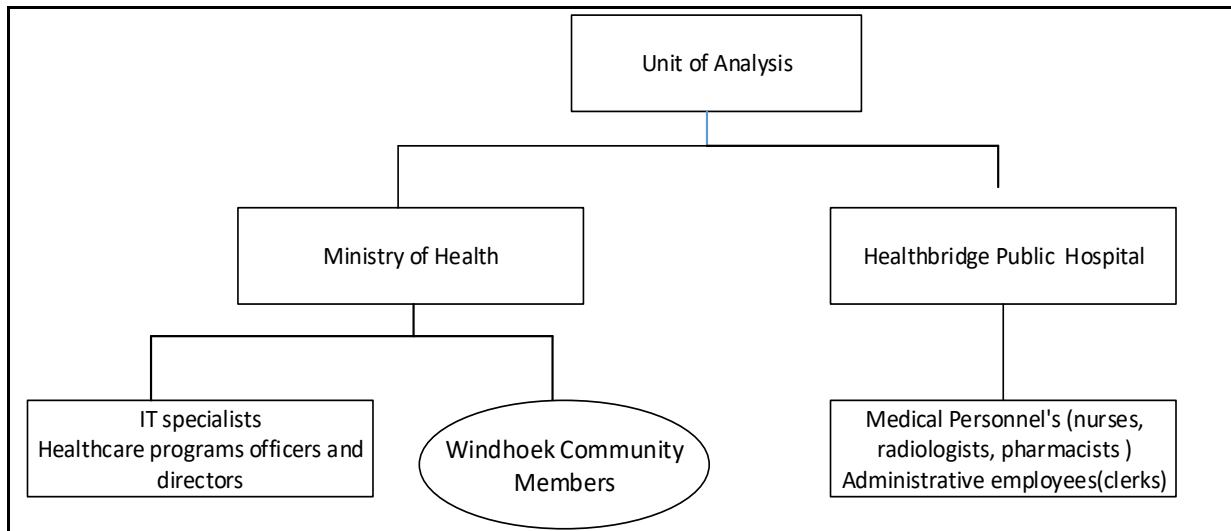 Unit of Analysis
Ministry of Health
Healthbridge Public Hospital
IT specialists
Healthcare programs officers and
directors
Windhoek Community
Members
Medical Personnel's (nurses,
radiologists, pharmacists )
Administrative employees(clerks)